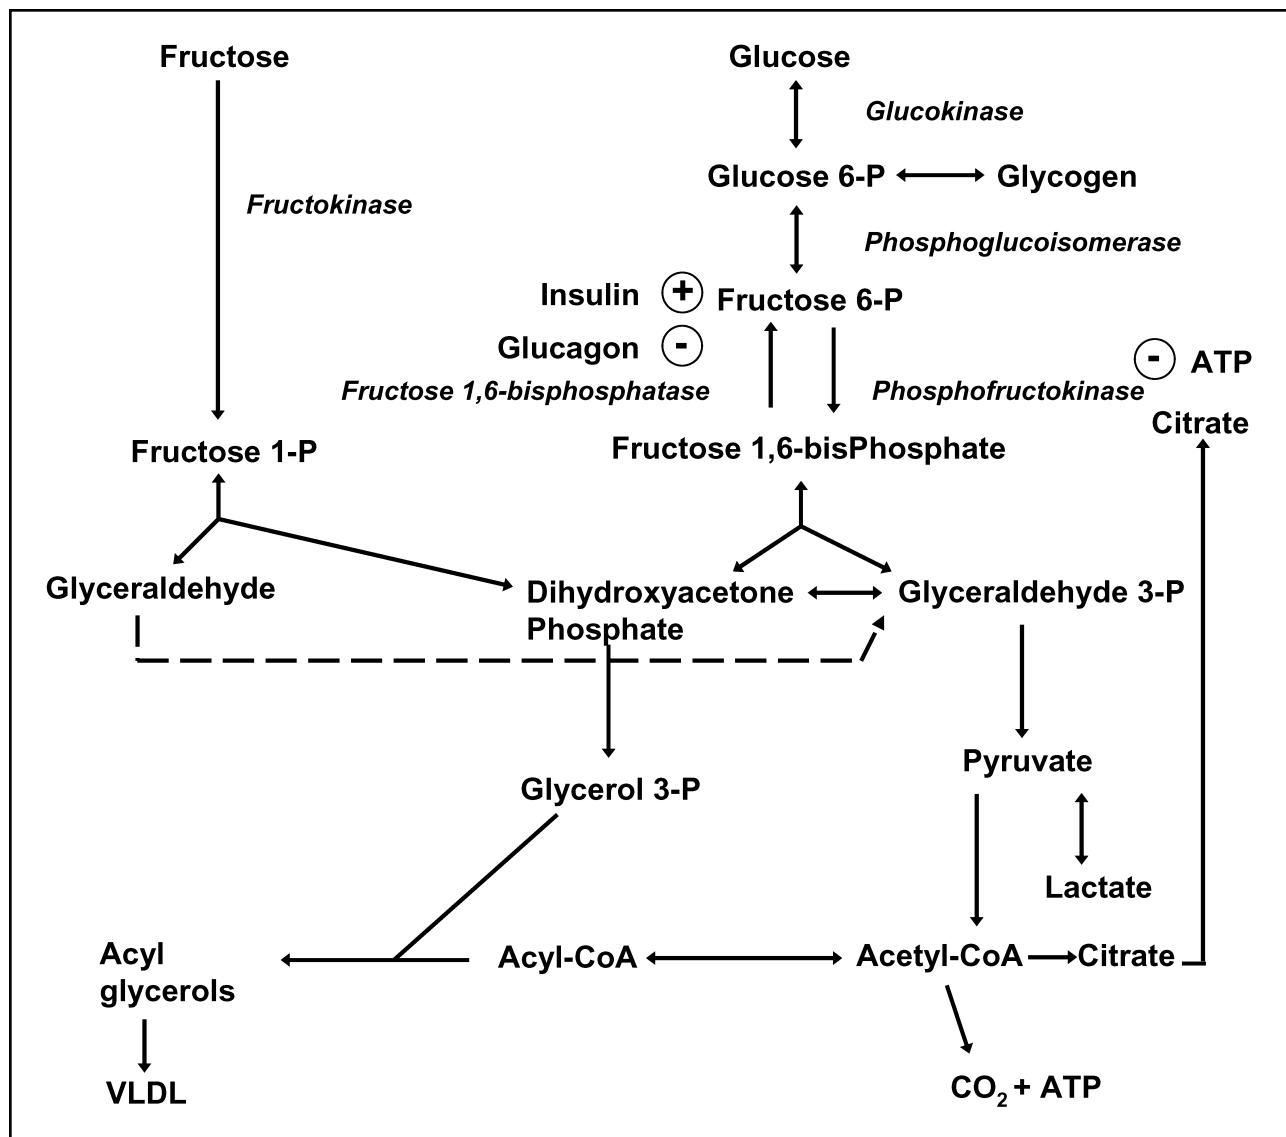 Fructose
Glucose
Glucokinase
Glucose 6-P
Glycogen
Fructokinase
Phosphoglucoisomerase
Insulin
+
Fructose 6-P
Glucagon
-
-
ATP
Fructose 1,6-bisphosphatase
Phosphofructokinase
Citrate
Fructose 1-P
Fructose 1,6-bisPhosphate
Glyceraldehyde
Dihydroxyacetone
Phosphate
Glyceraldehyde 3-P
Pyruvate
Glycerol 3-P
Lactate
Acyl
glycerols
Acyl-CoA
Acetyl-CoA
Citrate
VLDL
CO2 + ATP